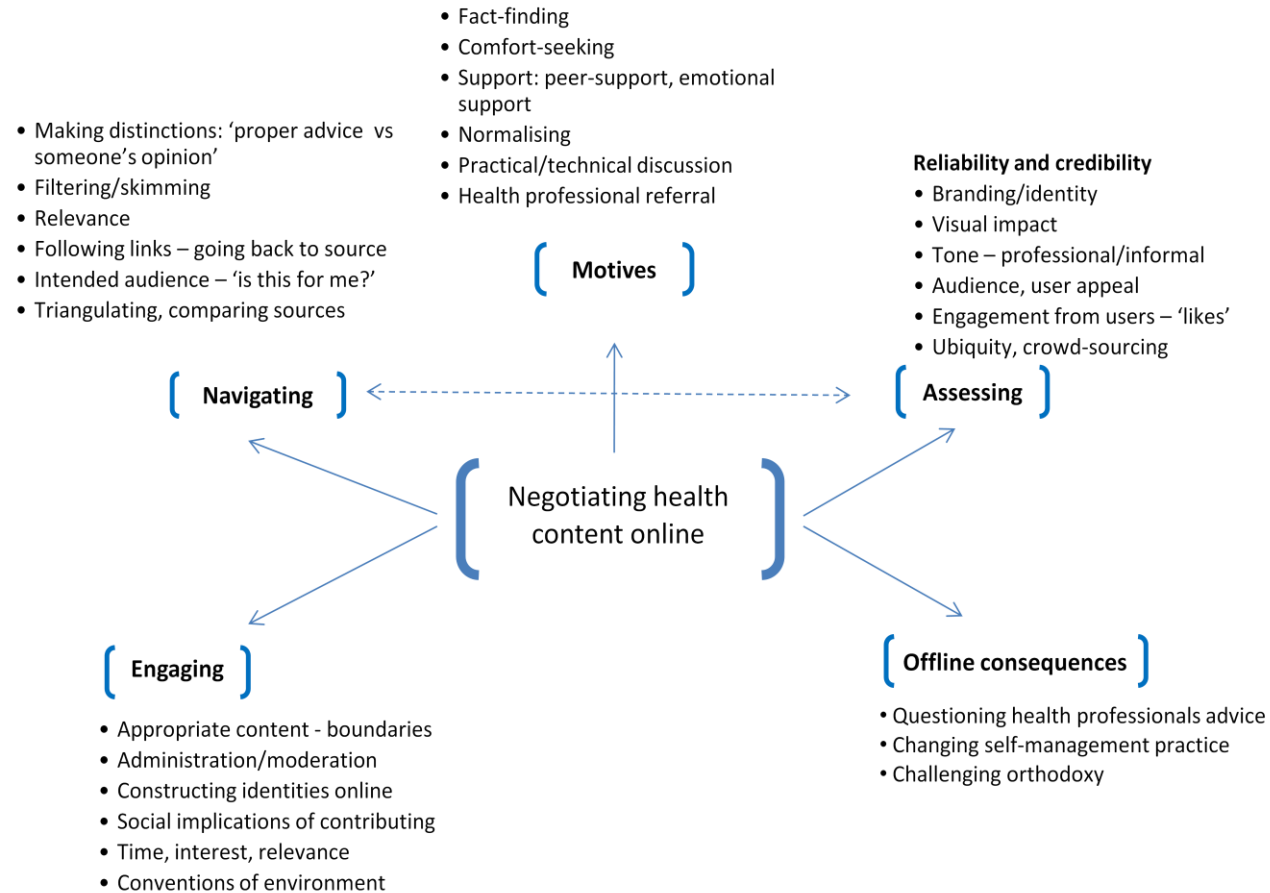 • Fact-finding
• Comfort-seeking
• Support: peer-support, emotional
support
• Normalising
• Practical/technical discussion
• Health professional referral
Motives
• Making distinctions: ‘proper advice vs
someone’s opinion’
• Filtering/skimming
• Relevance
• Following links – going back to source
• Intended audience – ‘is this for me?’
• Triangulating, comparing sources
Navigating
Reliability and credibility
• Branding/identity
• Visual impact
• Tone – professional/informal
• Audience, user appeal
• Engagement from users – ‘likes’
• Ubiquity, crowd-sourcing
Assessing
Negotiating health
content online
Engaging
• Appropriate content - boundaries
• Administration/moderation
• Constructing identities online
• Social implications of contributing
• Time, interest, relevance
• Conventions of environment
Offline consequences
• Questioning health professionals advice
• Changing self-management practice
• Challenging orthodoxy